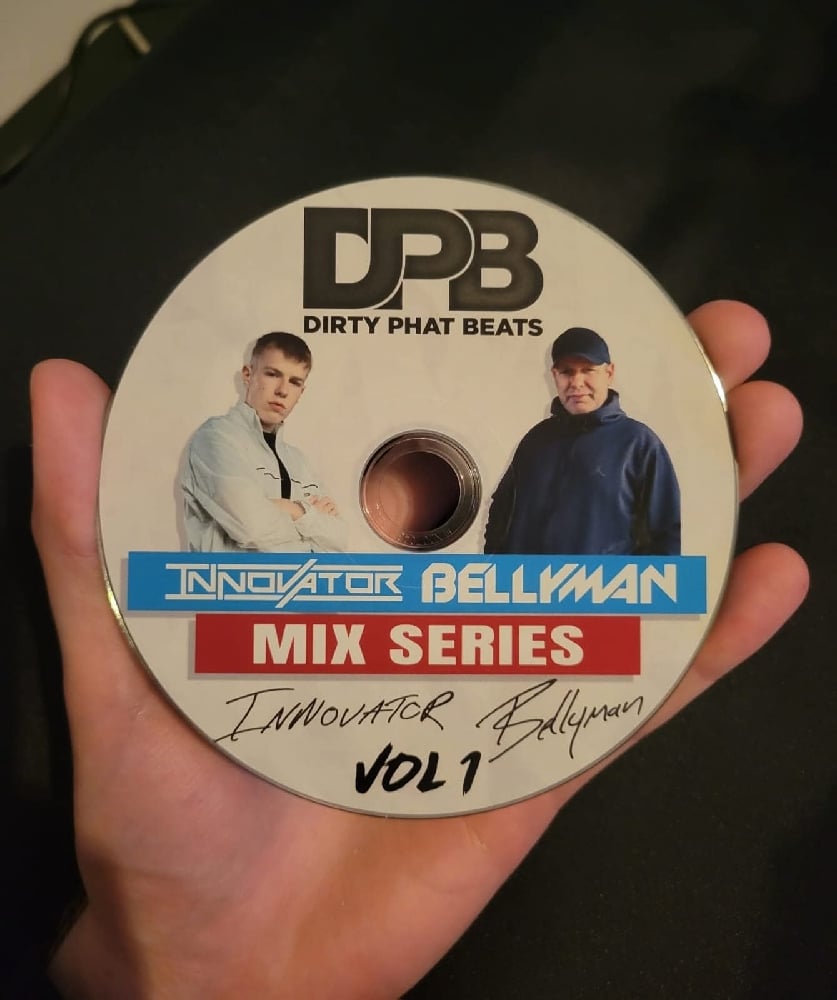 DPB
DIRTY PHAT BEATS
INNOVATOR BELLYMAN
MIX SERIES
INNOVATOR Bellyman
VOL 1